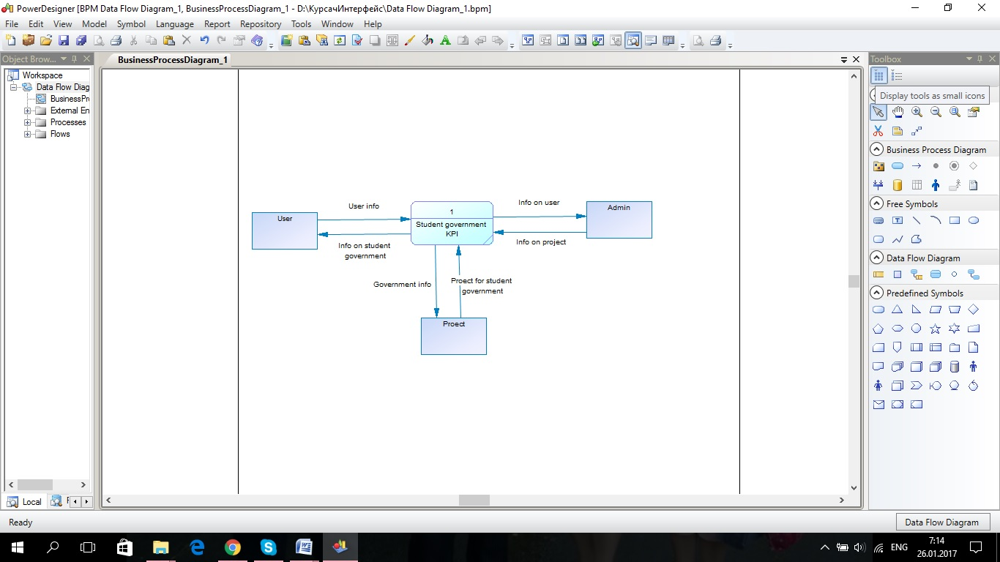 PowerDesigner [BPM Data Flow Diagram_1, BusinessProcessDiagram_1 - D:\КурсачИнтерфейс\Data Flow Diagram_1.bpm]
File Edit View Model Symbol Language Report Repository Tools Window Help
Object Brow...
BusinessProcessDiagram_1
Toolbox
Workspace
Data Flow Diag
BusinessPr
External En
Processes
Flows
Display tools as small icons
Business Process Diagram
Free Symbols
Data Flow Diagram
Predefined Symbols
User
User info
Info on student
government
1
Student government
KPI
Info on user
Info on project
Admin
Government info
Proect for student
government
Proect
Local
Ready
Data Flow Diagram
ENG
7:14
26.01.2017